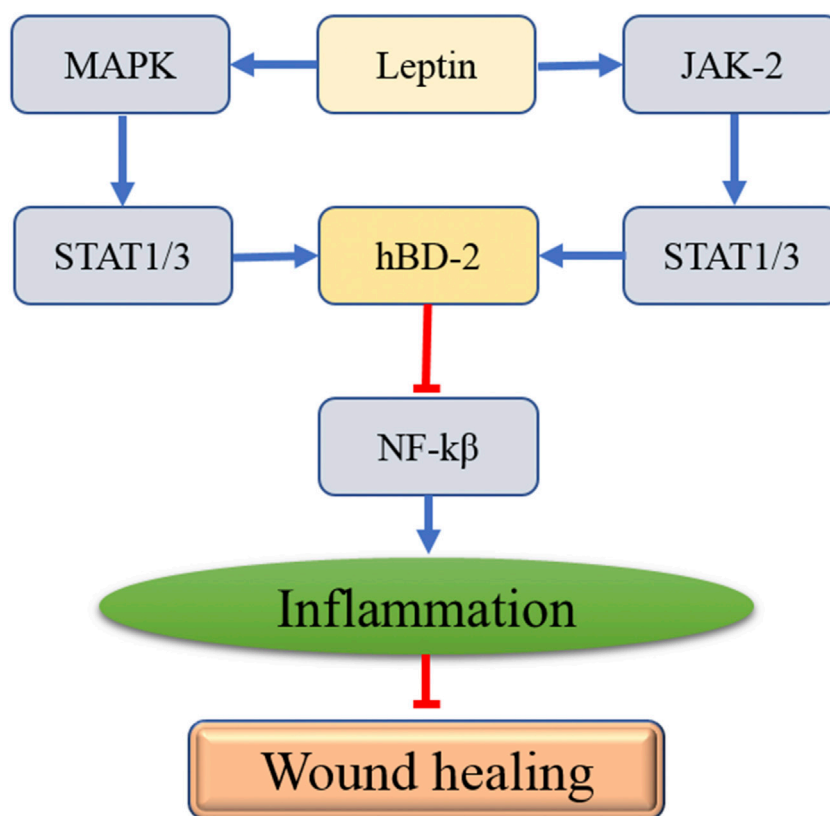 MAPK
Leptin
JAK-2
STAT1/3
hBD-2
STAT1/3
NF-kβ
Inflammation
Wound healing